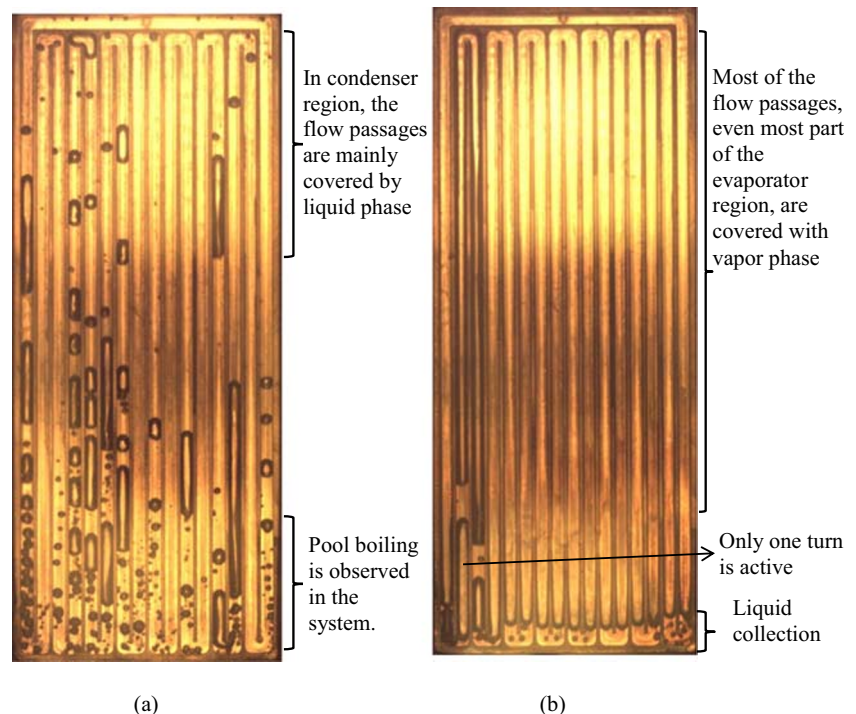 In condenser
region, the
flow passages
are mainly
covered by
liquid phase
Pool boiling
is observed
in the
system.
(a)
Most of the
flow passages,
even most part
of the
evaporator
region, are
covered with
vapor phase
Only one turn
is active
Liquid
collection
(b)